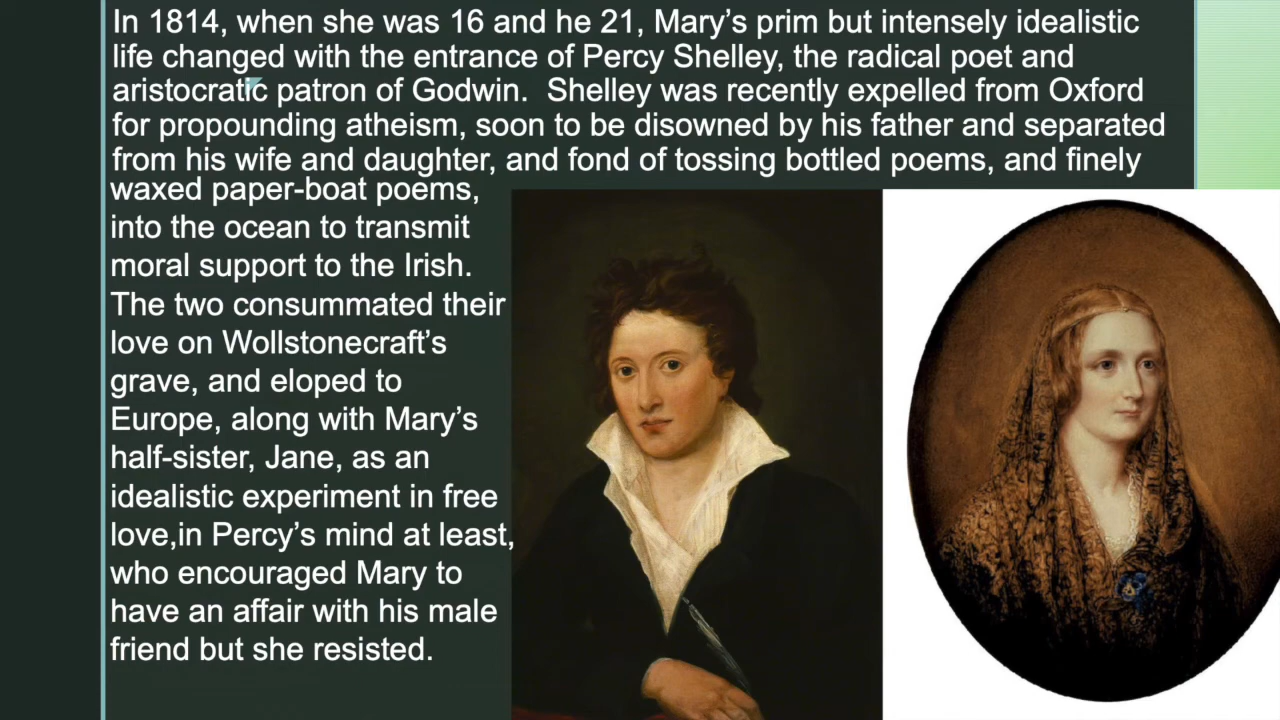 In 1814, when she was 16 and he 21, Mary’s prim but intensely idealistic
life changed with the entrance of Percy Shelley, the radical poet and
aristocratic patron of Godwin.  Shelley was recently expelled from Oxford
for propounding atheism, soon to be disowned by his father and separated
from his wife and daughter, and fond of tossing bottled poems, and finely
waxed paper-boat poems,
into the ocean to transmit
moral support to the Irish.
The two consummated their
love on Wollstonecraft’s
grave, and eloped to
Europe, along with Mary’s
half-sister, Jane, as an
idealistic experiment in free
love,in Percy’s mind at least,
who encouraged Mary to
have an affair with his male
friend but she resisted.